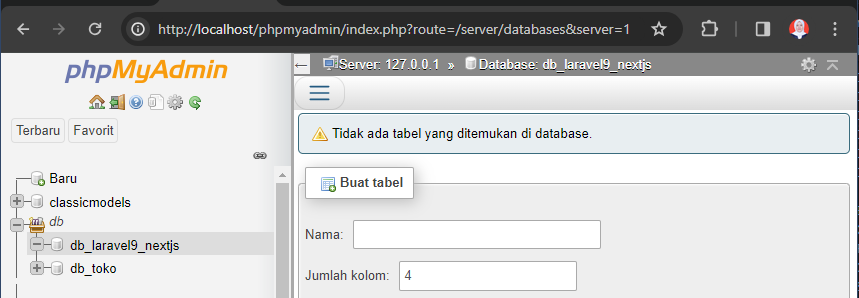 http://localhost/phpmyadmin/index.php?route=/server/databases&server=1
phpMyAdmin
Terbaru Favorit
Baru
classicmodels
db
db_laravel9_nextjs
db_toko
Server: 127.0.0.1 » Database: db_laravel9_nextjs
Tidak ada tabel yang ditemukan di database.
Buat tabel
Nama:
Jumlah kolom: 4